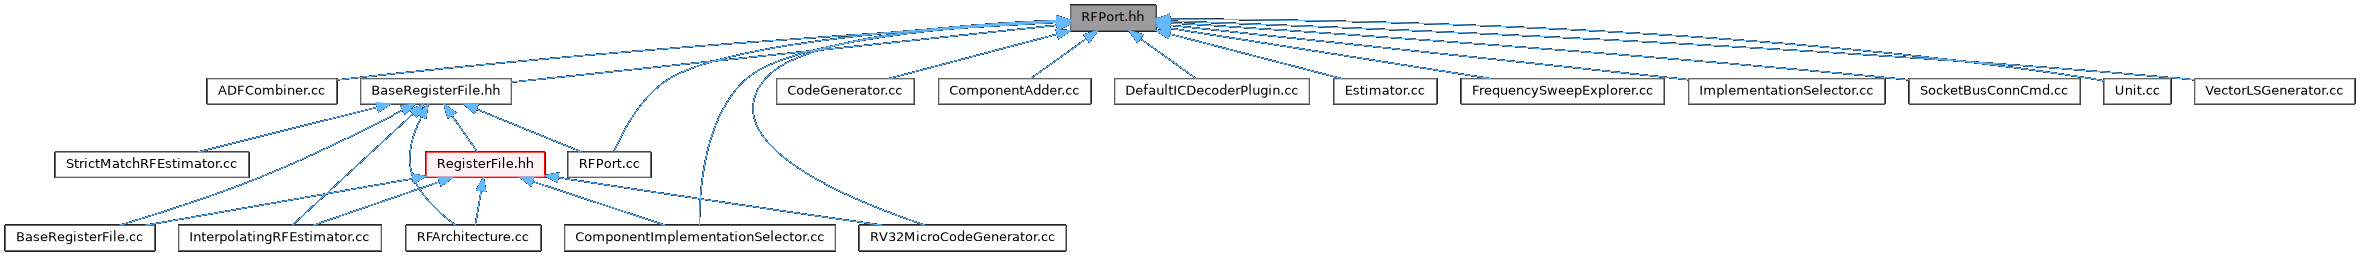 RFPort.hh
ADFCombiner.cc
BaseRegisterFile.hh
CodeGenerator.cc
ComponentAdder.cc
DefaultICDecoderPlugin.cc
Estimator.cc
FrequencySweepExplorer.cc
ImplementationSelector.cc
SocketBusConnCmd.cc
Unit.cc
VectorLSGenerator.cc
StrictMatchRFEstimator.cc
RegisterFile.hh
RFPort.cc
BaseRegisterFile.cc
InterpolatingRFEstimator.cc
RFArchitecture.cc
ComponentImplementationSelector.cc
RV32MicroCodeGenerator.cc